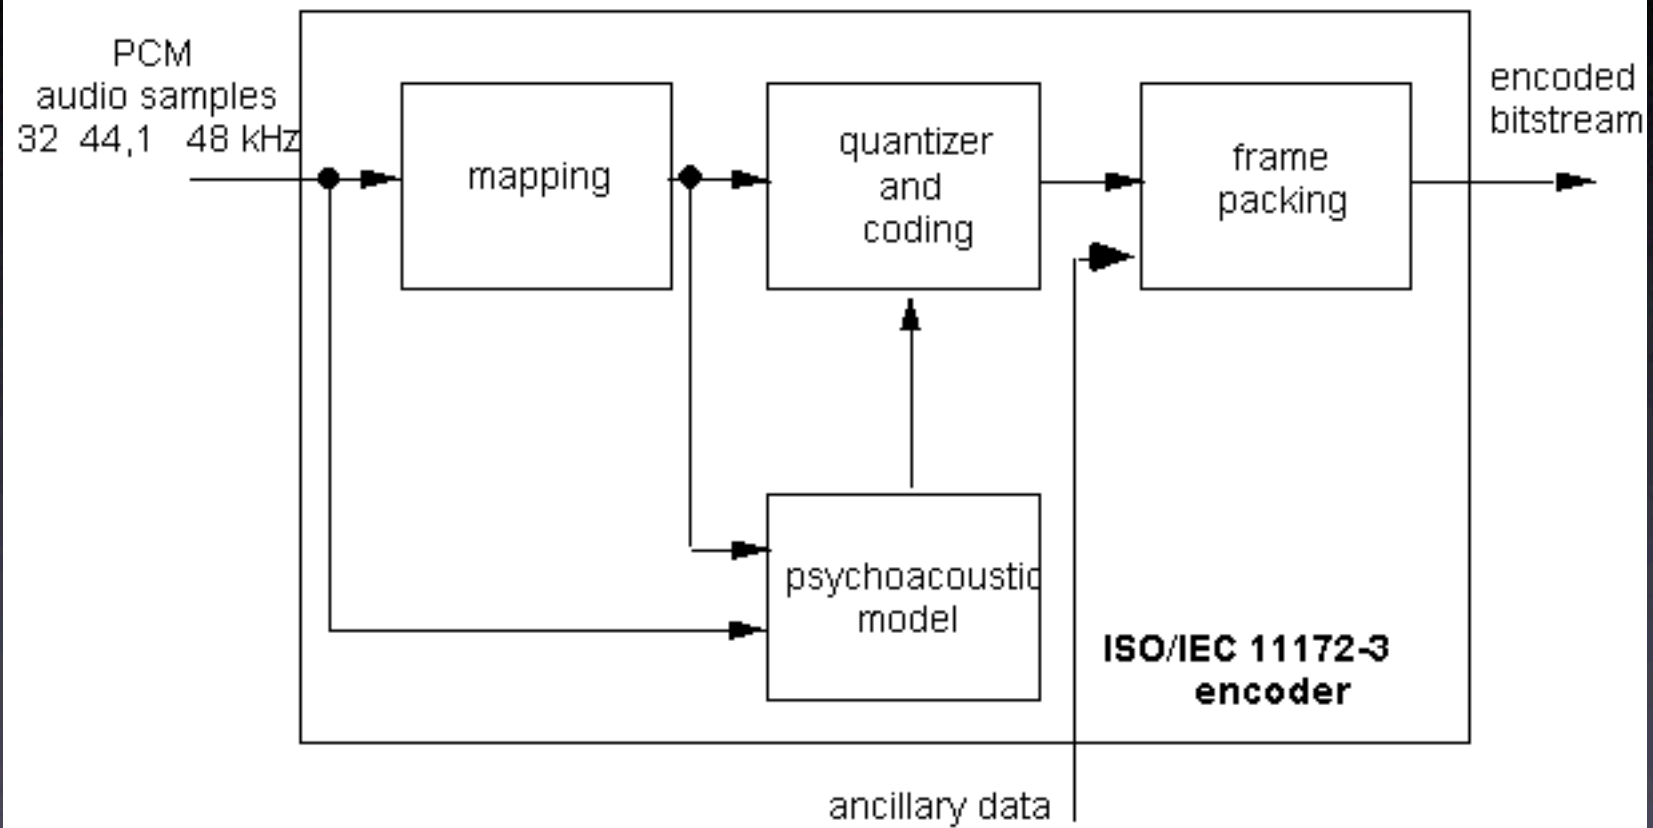 PCM
audio samples
32 44,1 48 kHz
mapping
quantizer
and
coding
frame
packing
encoded
bitstream
psychoacoustic
model
ISO/IEC 11172-3
encoder
ancillary data